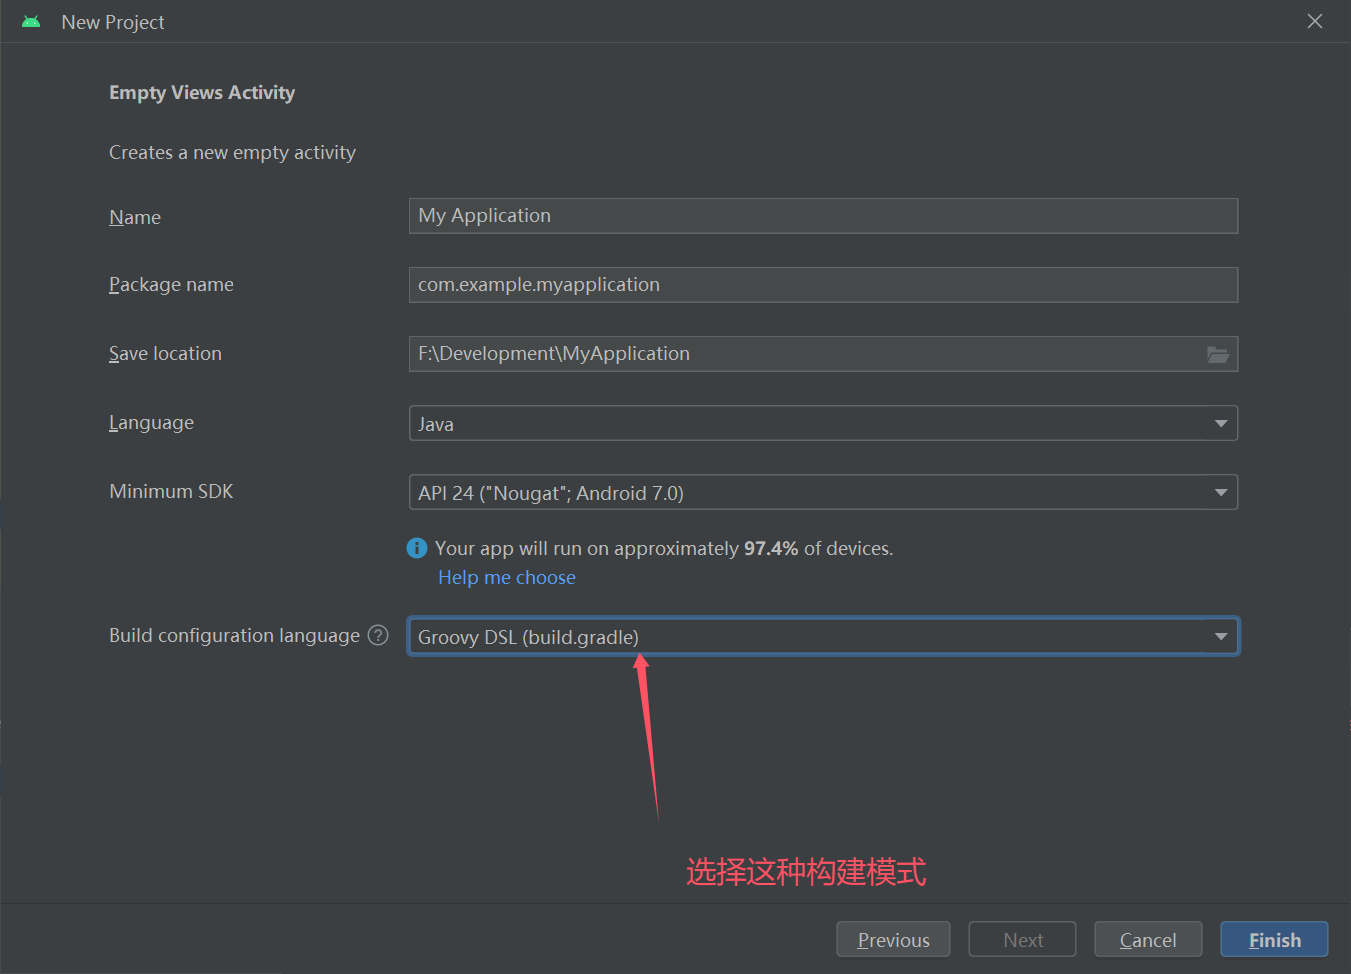 New Project
Empty Views Activity
Creates a new empty activity
Name
My Application
Package name
com.example.myapplication
Save location
F:\Development\MyApplication
Language
Java
Minimum SDK
API 24 ("Nougat"; Android 7.0)
Your app will run on approximately 97.4% of devices.
Help me choose
Build configuration language ?
Groovy DSL (build.gradle)
选择这种构建模式
Previous
Next
Cancel
Finish